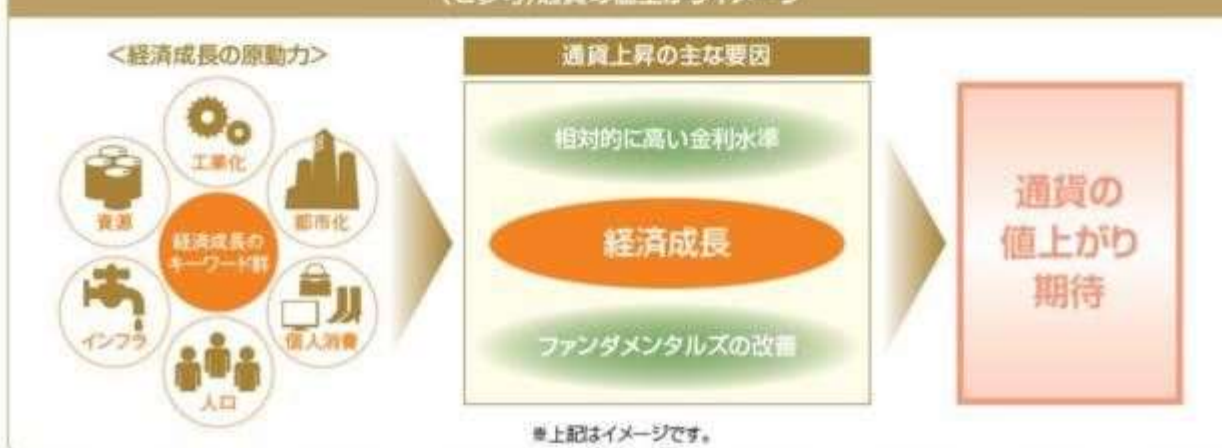 ＜経済成長の原動力＞
工業化
資源
都市化
経済成長の
キーワード群
インフラ
個人消費
人口
通貨上昇の主な要因
相対的に高い金利水準
経済成長
ファンダメンタルズの改善
通貨の
値上がり
期待
※上記はイメージです。